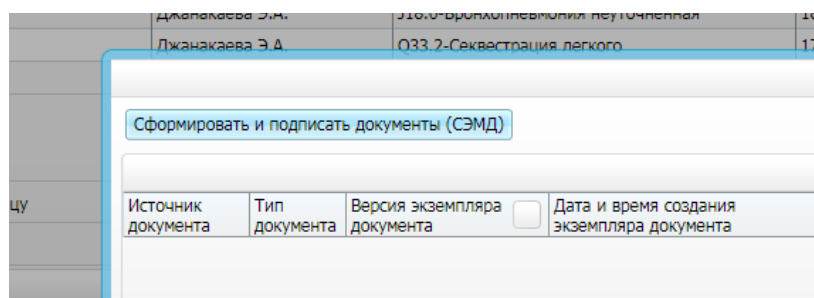 Джанакаева Э.А. J18.0-Бронхопневмония неуточненная
Джанакаева Э.А. Q33.2-Секвестрация легкого 17
Сформировать и подписать документы (СЭМД)
цу
Источник документа
Тип документа
Версия экземпляра документа
Дата и время создания экземпляра документа